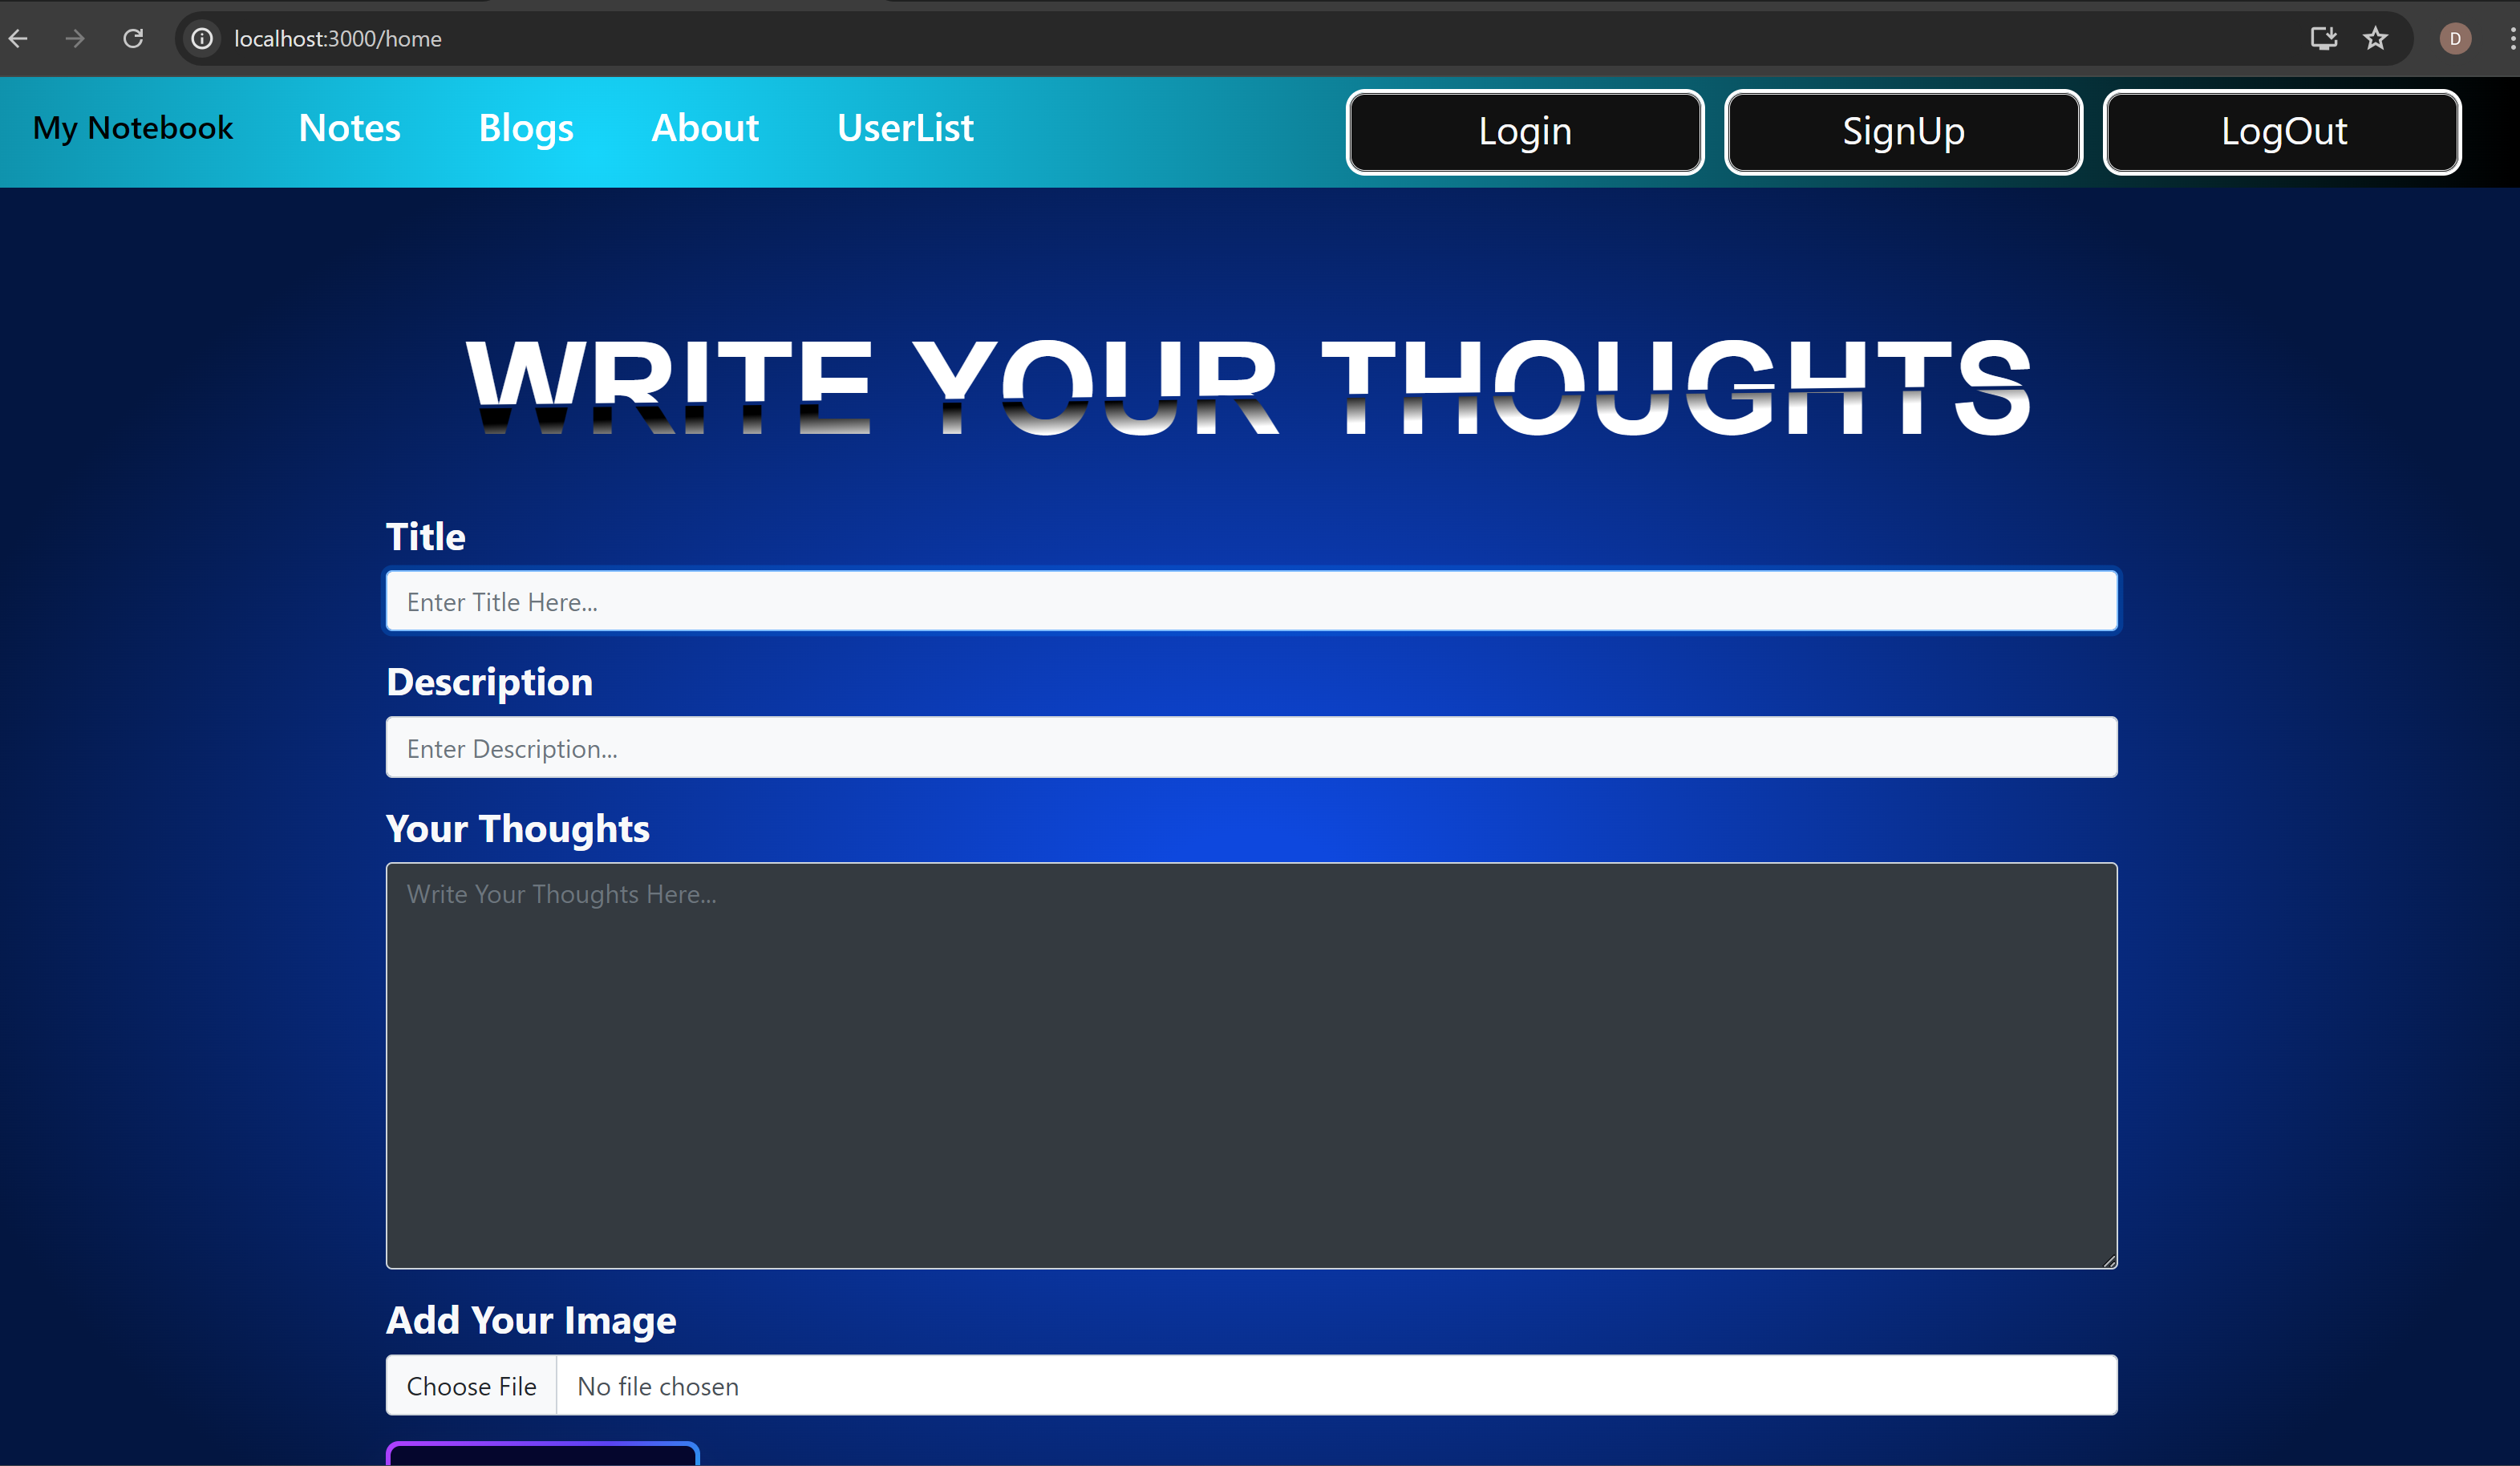 localhost:3000/home
D
My Notebook Notes Blogs About UserList Login SignUp LogOut
WRITE YOUR THOUGHTS
Title
Enter Title Here...
Description
Enter Description...
Your Thoughts
Write Your Thoughts Here...
Add Your Image
Choose File No file chosen